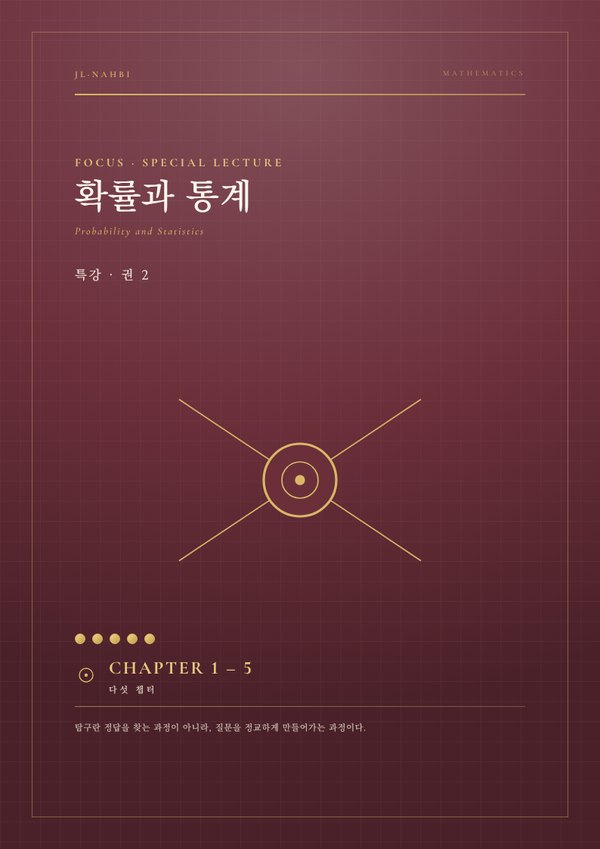 JL·NAHBI
MATHEMATICS
FOCUS · SPECIAL LECTURE
확률과 통계
Probability and Statistics
특강 · 권 2
CHAPTER 1 – 5
다섯 챕터
탐구란 정답을 찾는 과정이 아니라, 질문을 정교하게 만들어가는 과정이다.